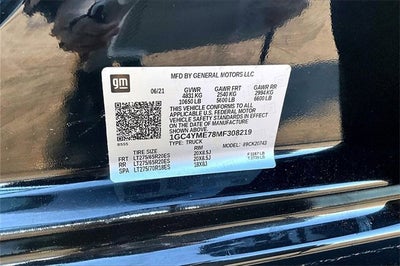 MFD BY GENERAL MOTORS LLC
gm
06/21 GVWR GAWR FRT GAWR RR
4831 KG 2540 KG 2994 KG
10650 LB 5600 LB 6600 LB
THIS VEHICLE CONFORMS TO ALL
APPLICABLE U.S. FEDERAL MOTOR
VEHICLE SAFETY STANDARDS IN EFFECT
ON THE DATE OF MANUFACTURE
SHOWN ABOVE.
1GC4YME78MF308219
TYPE: TRUCK
TIRE SIZE RIM MODEL:
FRT LT275/65R20ES 20X8.5J
RR LT275/65R20ES 20X8.5J
SPA LT275/70R18ES 18X8J